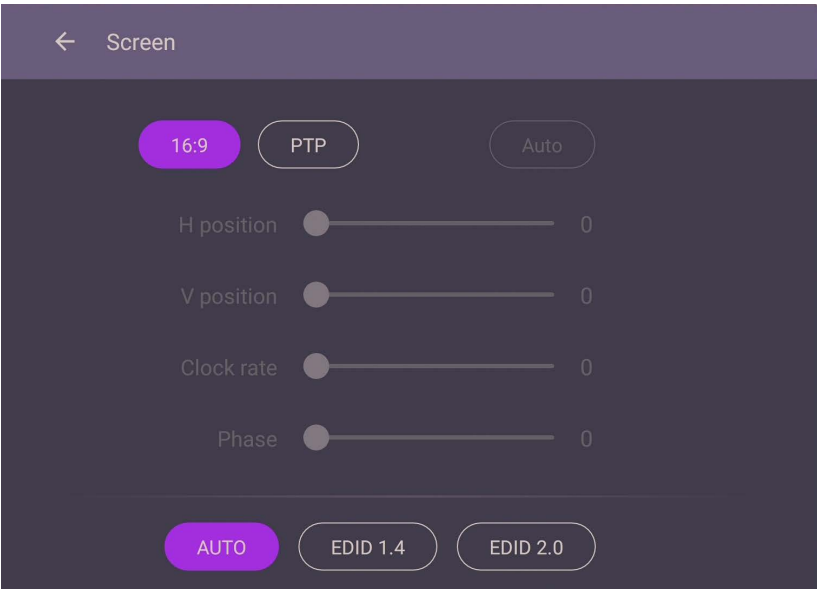 Screen
16:9 PTP Auto
H position 0
V position 0
Clock rate 0
Phase 0
AUTO EDID 1.4 EDID 2.0